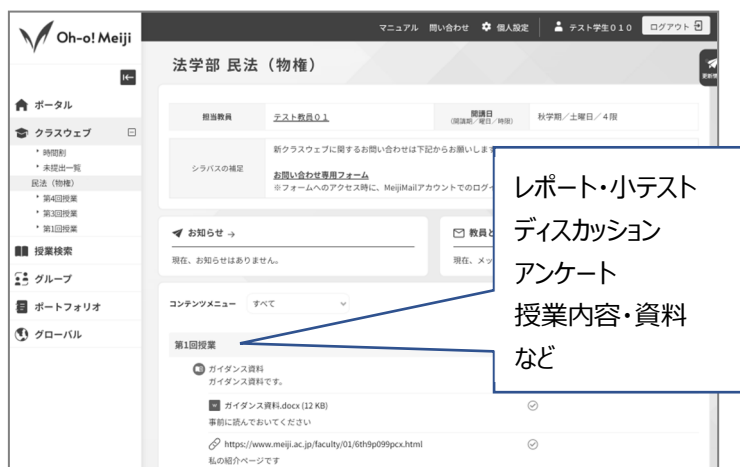 Oh-o! Meiji
マニュアル 問い合わせ 個人設定 テスト学生010 ログアウト
法学部 民法（物権）
ポータル
クラスウェブ
・時間割
・未提出一覧
民法（物権）
・第4回授業
・第3回授業
・第1回授業
授業検索
グループ
ポートフォリオ
グローバル
担当教員 テスト教員01 開講日 秋学期／土曜日／4限
（開講期／曜日／時限）
シラバスの補足
新クラスウェブに関するお問い合わせは下記からお願いしま
お問い合わせ専用フォーム
※フォームへのアクセス時に、MeijiMailアカウントでのログイ
お知らせ →
現在、お知らせはありません。
教員と
現在、メッ
コンテンツメニュー すべて
第1回授業
ガイダンス資料
ガイダンス資料です。
ガイダンス資料.docx (12 KB)
事前に読んでおいてください
https://www.meiji.ac.jp/faculty/01/6th9p099pcx.html
私の紹介ページです
レポート・小テスト
ディスカッション
アンケート
授業内容・資料
など